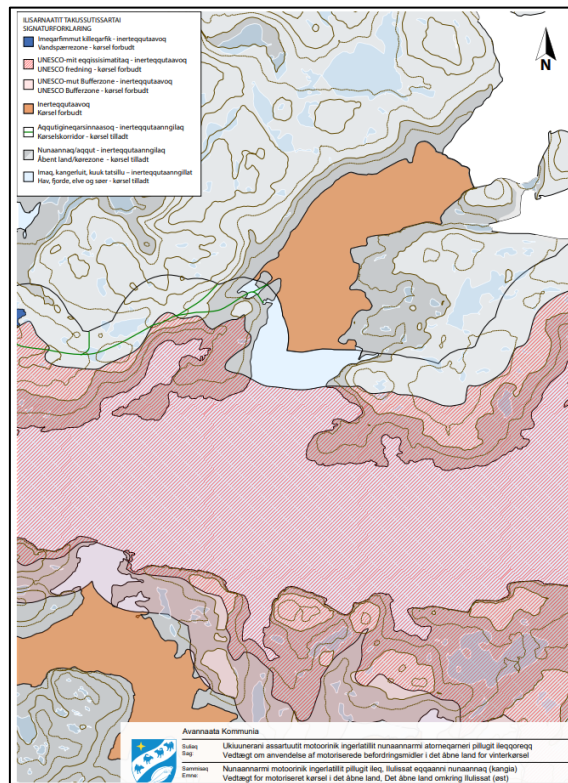 ILISARNAATIT TAKUSSUTISSARTAI
SIGNATURFORKLARING
Imeqarfimmut killeqarfik - inerteqqutaavoq
Vandspærrezone - kørsel forbudt
UNESCO-mit eqqissisimatitaq - inerteqqutaavoq
UNESCO fredning - kørsel forbudt
UNESCO-mut Bufferzone - inerteqqutaavoq
UNESCO Bufferzone - kørsel forbudt
Inerteqqutaavoq
Kørsel forbudt
Aqqutigineqarsinnaasoq - inerteqqutaanngilaq
Kørselskorridor - kørsel tilladt
Nunaannaq/aqqut - inerteqqutaanngilaq
Åbent land/kørezone - kørsel tilladt
Imaq, kangerluit, kuuk tatsillu – inerteqqutaanngillat
Hav, fjorde, elve og søer - kørsel tilladt
N
Avannaata Kommunia
Suliaq Ukiuunerani assartuutit motoorinik ingerlatillit nunaannarmi atorneqarneri pillugit ileqqoreqq
Sag: Vedtægt om anvendelse af motoriserede befordringsmidler i det åbne land for vinterkørsel
Sammisaq Nunaannarmi motoorinik ingerlatillit pillugit ileq, Ilulissat eqqaanni nunaannaq (kangia)
Emne: Vedtægt for motoriseret kørsel i det åbne land, Det åbne land omkring Ilulissat (øst)